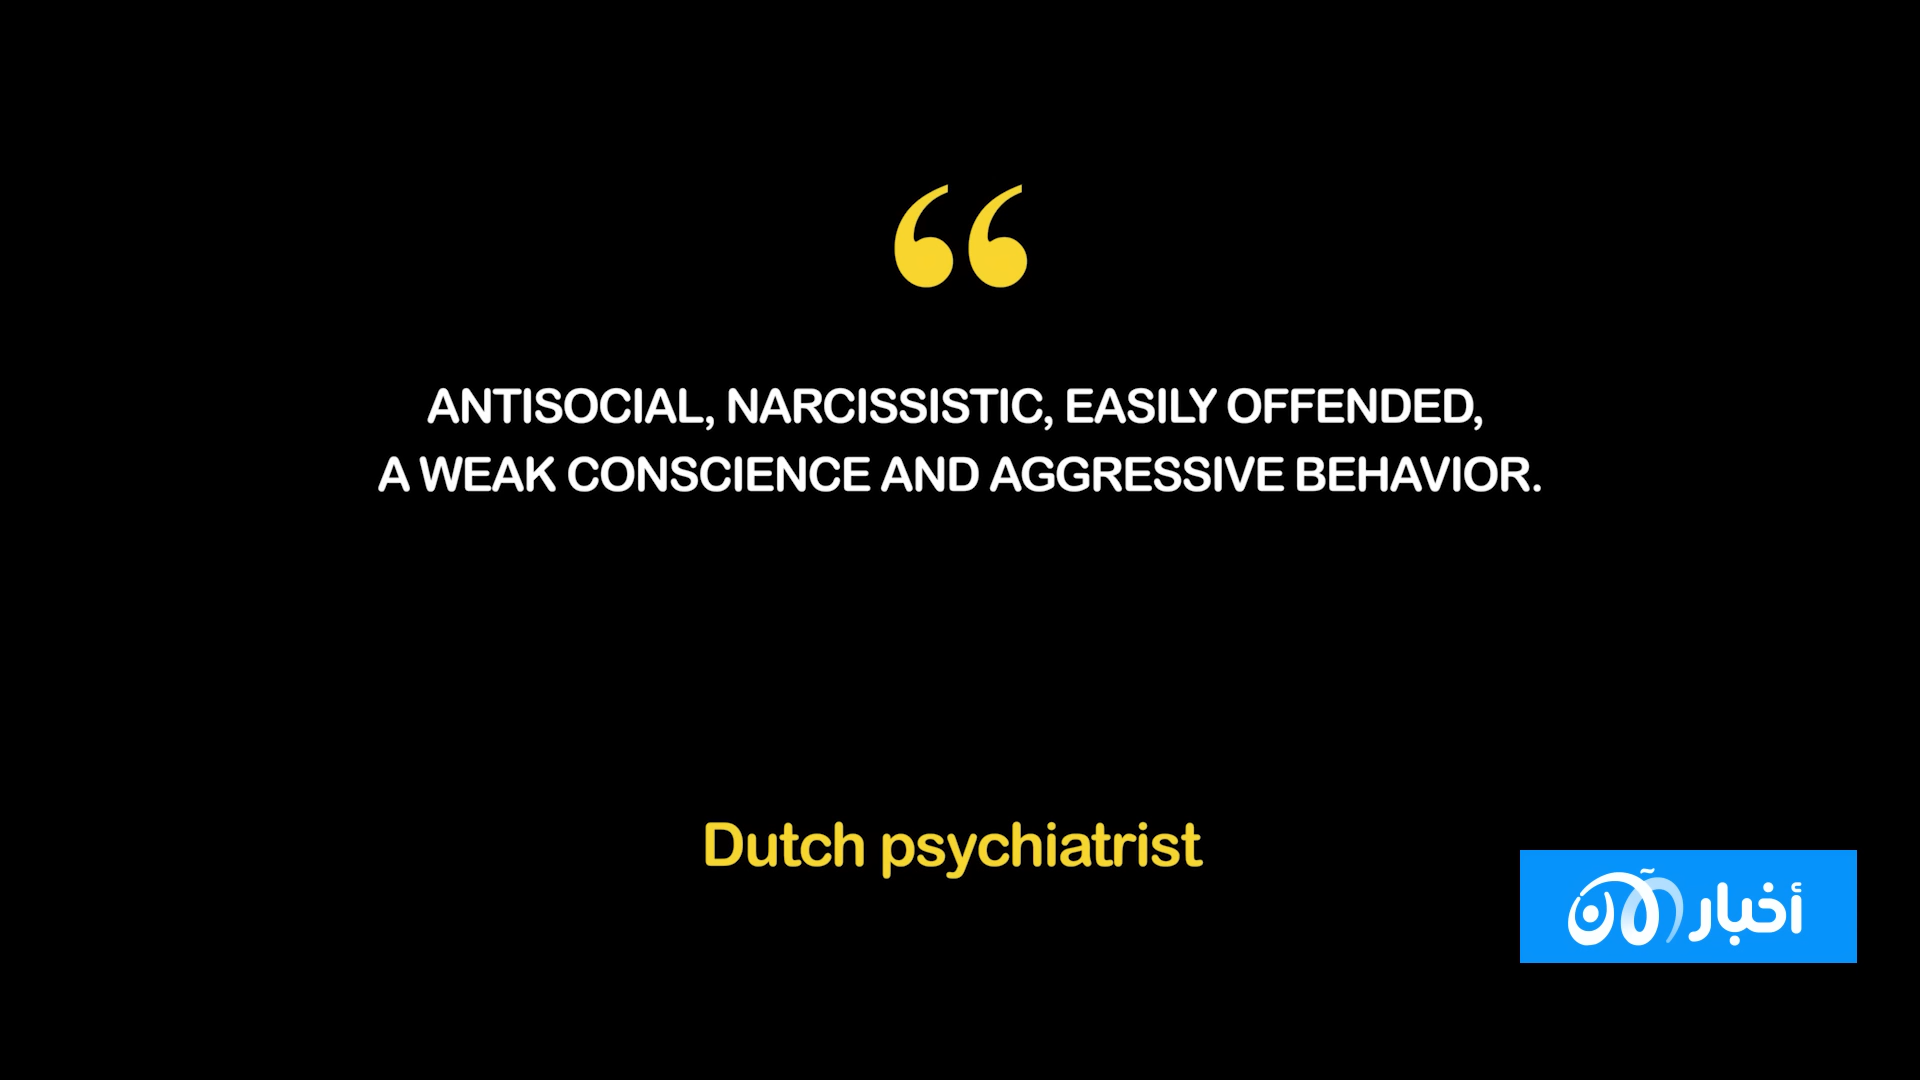 “
ANTISOCIAL, NARCISSISTIC, EASILY OFFENDED,
A WEAK CONSCIENCE AND AGGRESSIVE BEHAVIOR.
Dutch psychiatrist
أخبار الآن